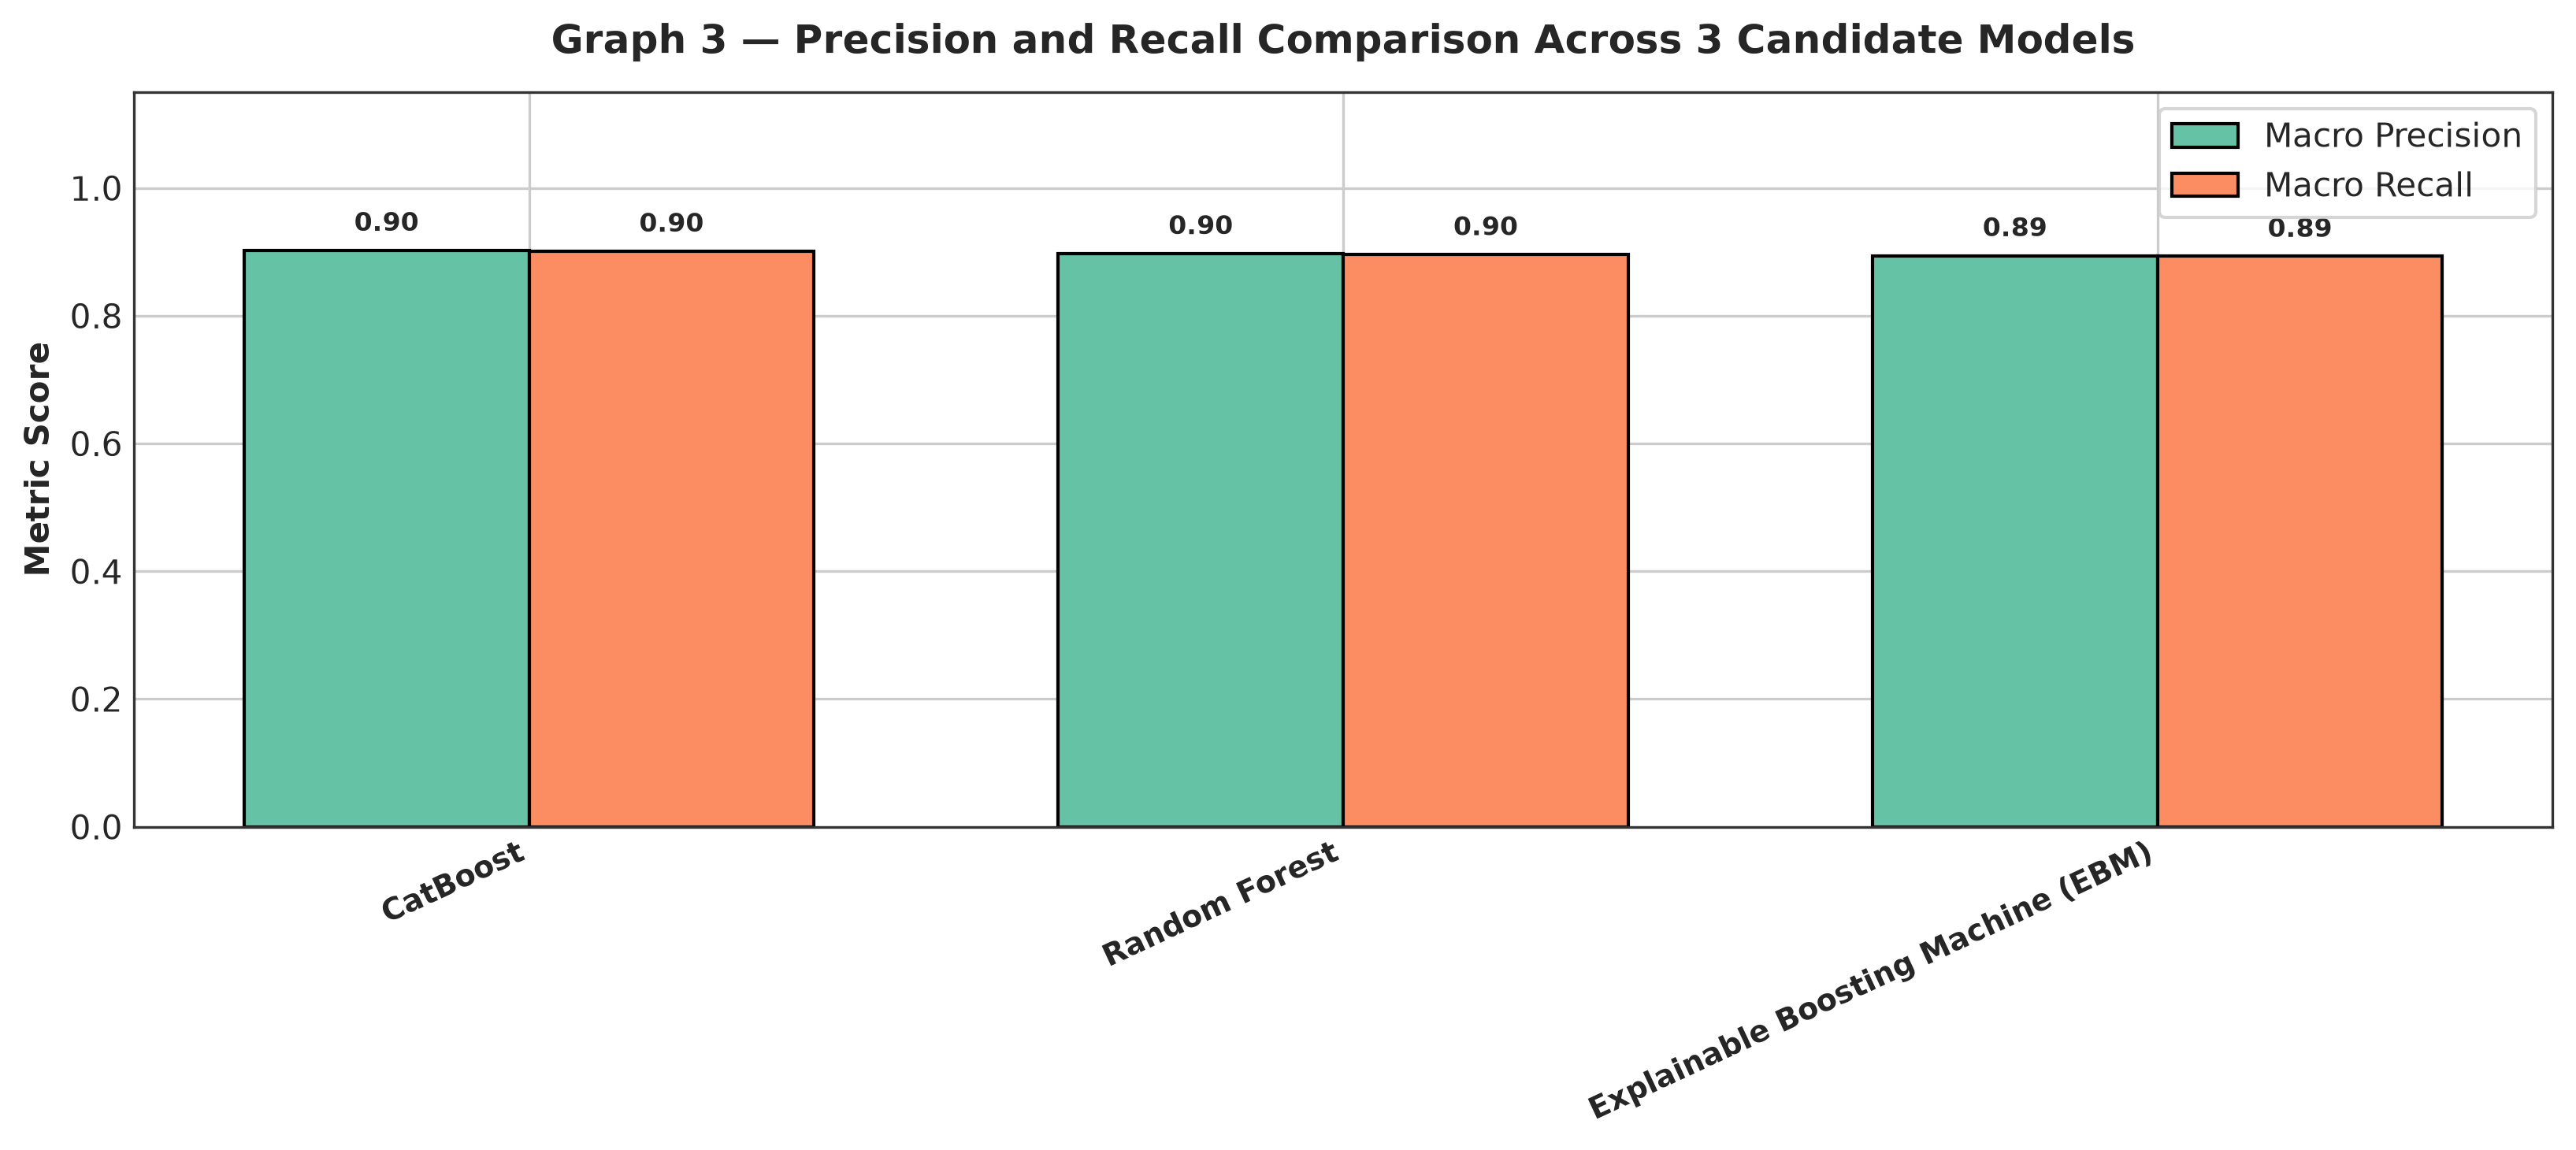 Graph 3 — Precision and Recall Comparison Across 3 Candidate Models
Macro Precision
Macro Recall
Metric Score
1.0
0.8
0.6
0.4
0.2
0.0
0.90
0.90
0.90
0.90
0.89
0.89
CatBoost
Random Forest
Explainable Boosting Machine (EBM)